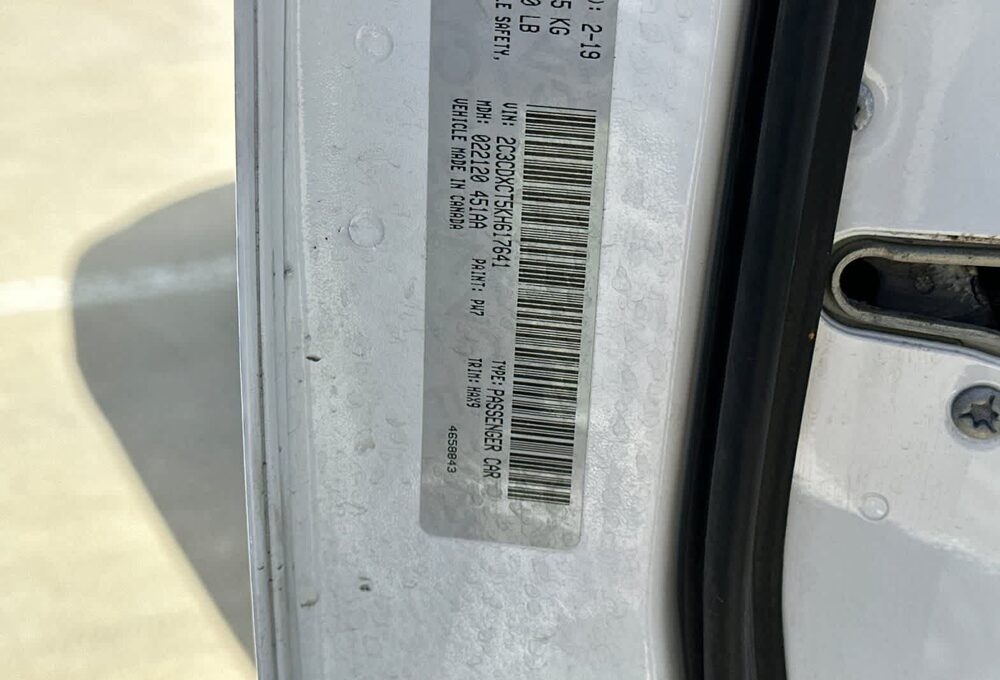 ): 2-19
5 KG
0 LB
LE SAFETY,
VIN: 2C3CDXCT5KH617641
TYPE: PASSENGER CAR
MDH: 022120 451AA
PAINT: PW7
TRIM: HAX9
VEHICLE MADE IN CANADA
4658843